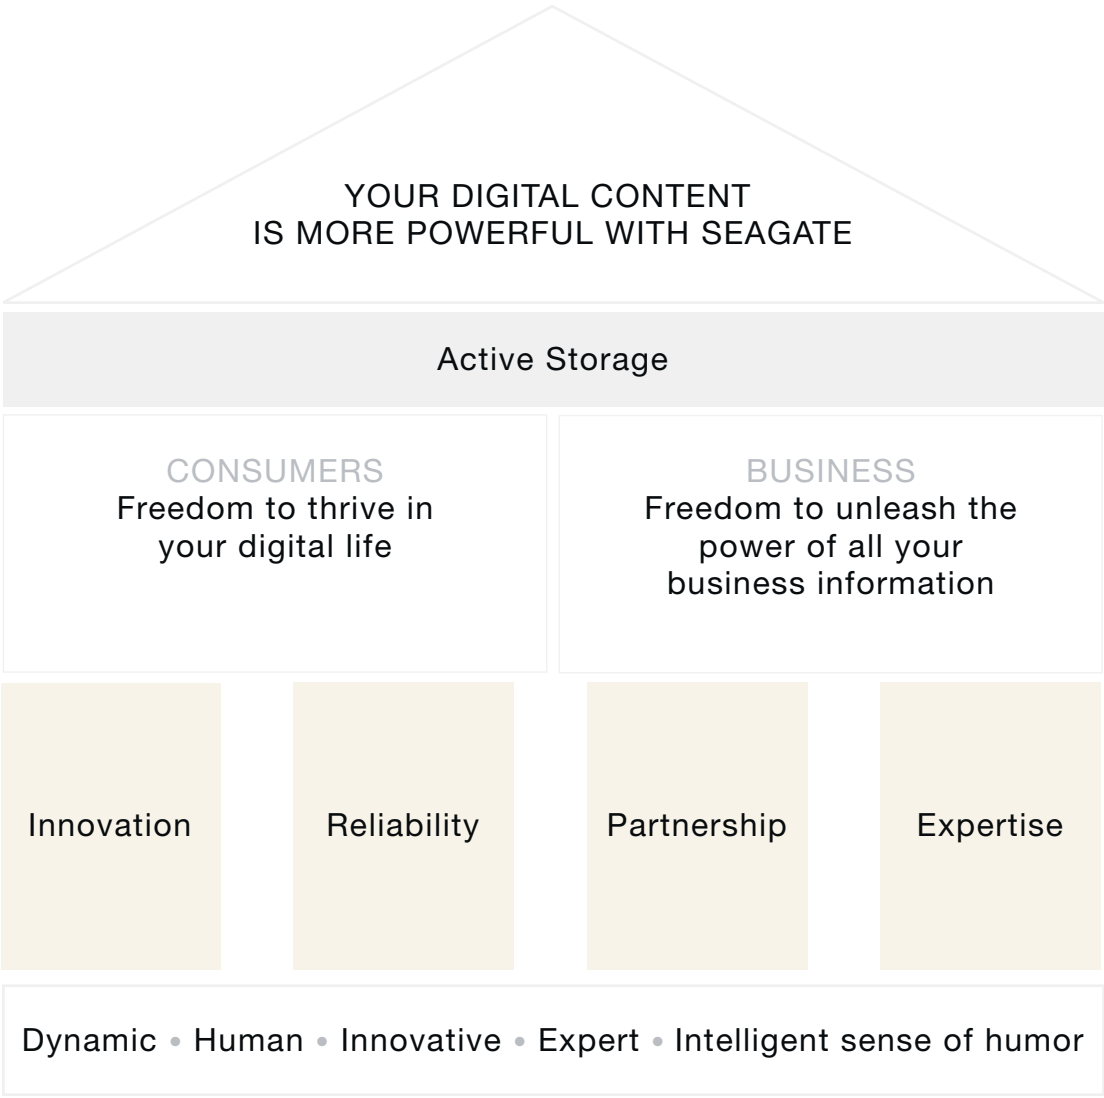 YOUR DIGITAL CONTENT
IS MORE POWERFUL WITH SEAGATE
Active Storage
CONSUMERS
Freedom to thrive in
your digital life
BUSINESS
Freedom to unleash the
power of all your
business information
Innovation
Reliability
Partnership
Expertise
Dynamic • Human • Innovative • Expert • Intelligent sense of humor